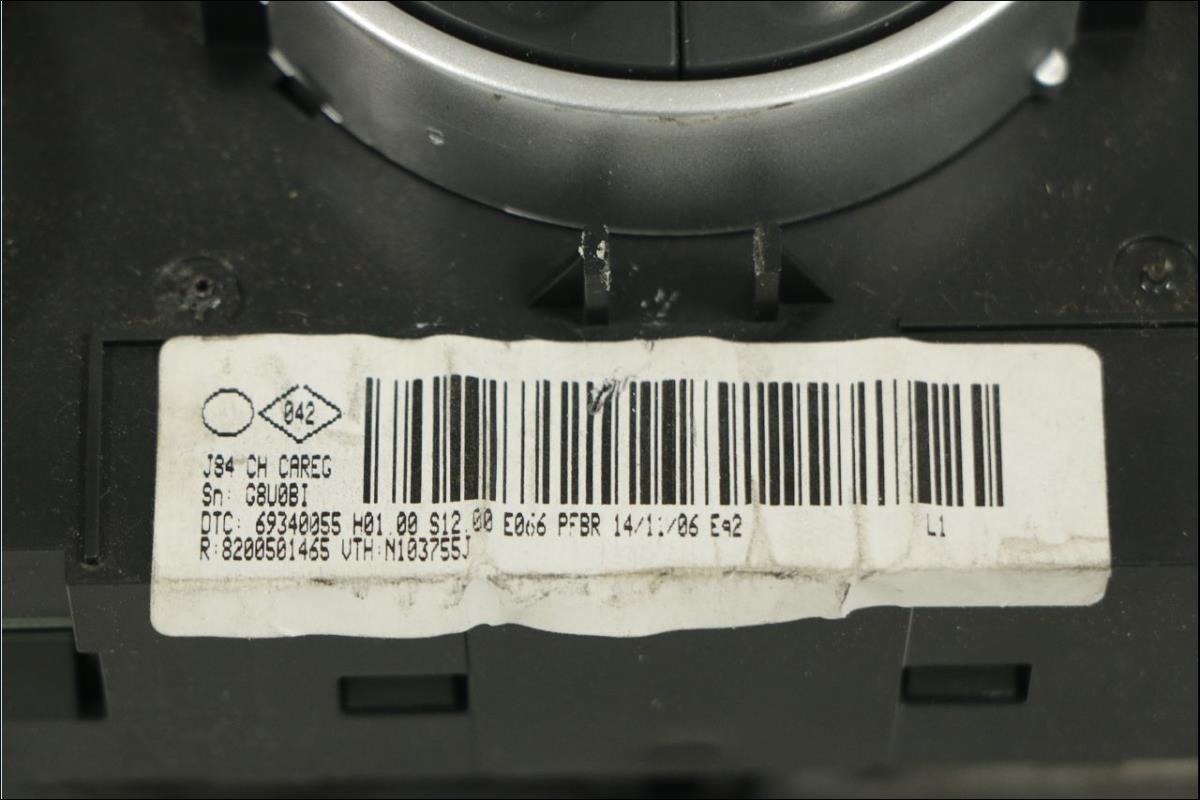 042
J84 CH CAREG
Sn: G8U0BI
DTC: 69340055 H01.00 S12.00 E066 PFBR 14/11/06 Eq2 L1
R:8200501465 VTH:N103755J